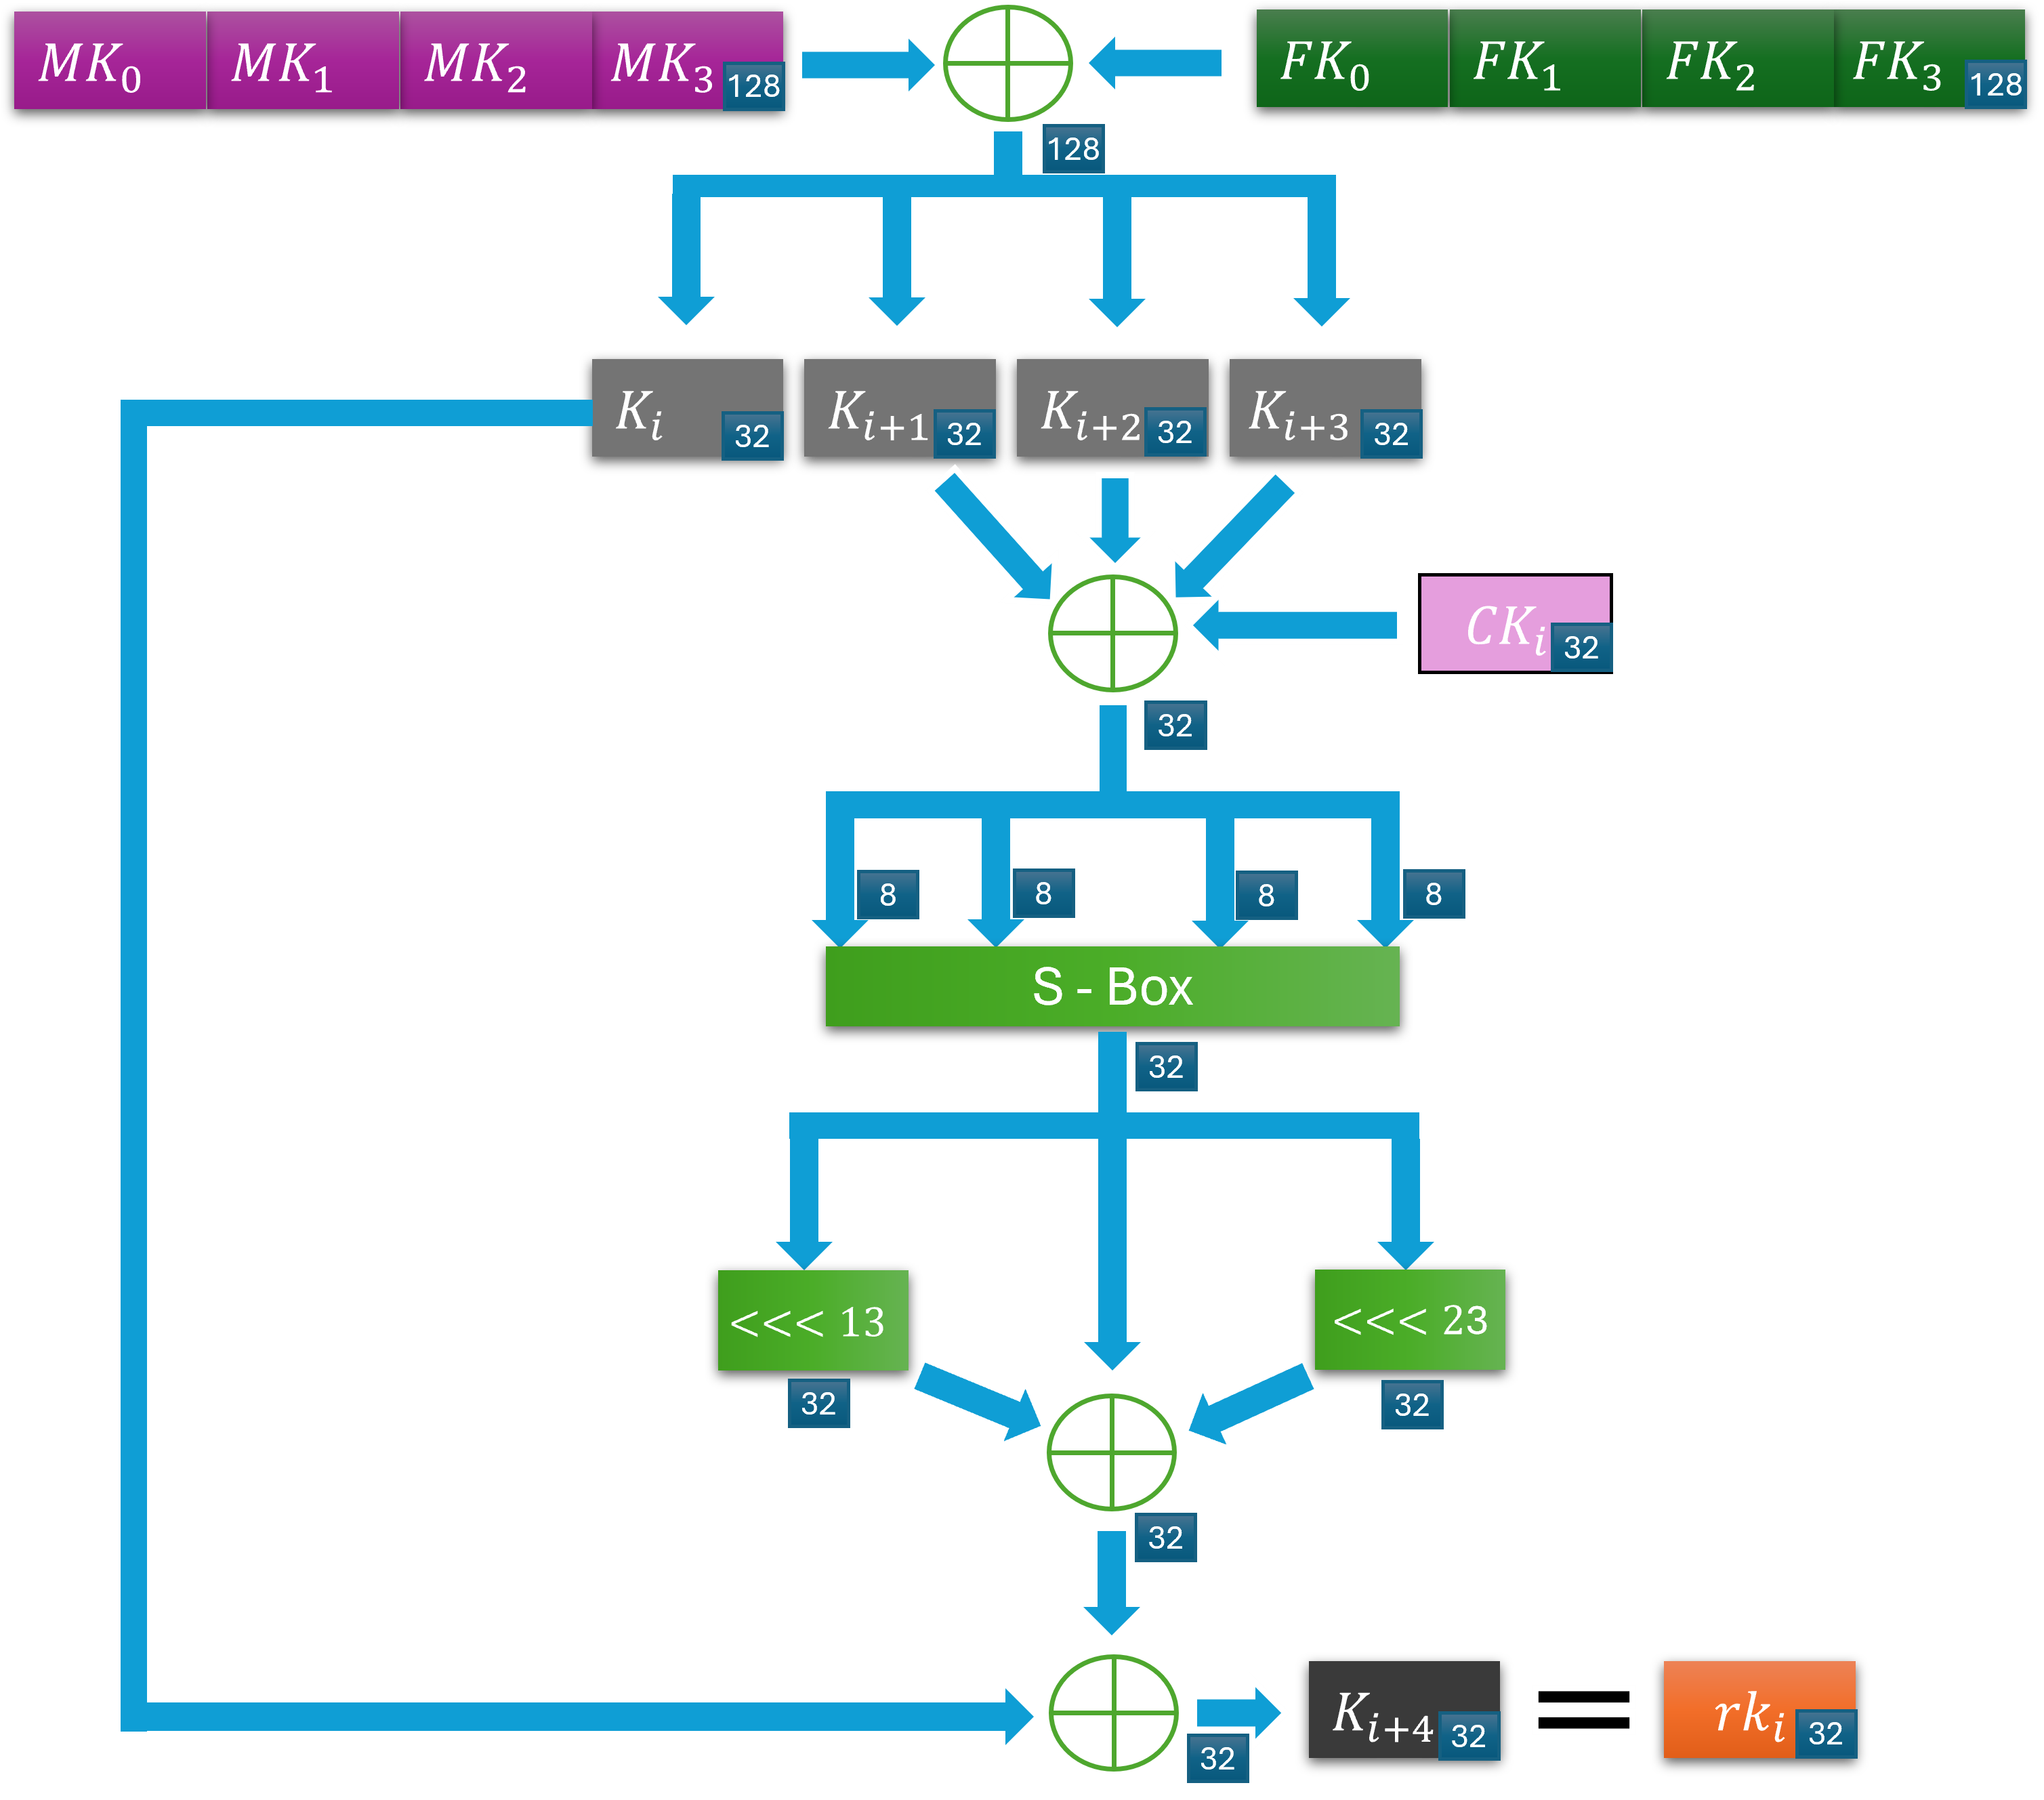 MK₀ MK₁ MK₂ MK₃ 128 FK₀ FK₁ FK₂ FK₃ 128
128
Kᵢ 32 Kᵢ₊₁ 32 Kᵢ₊₂ 32 Kᵢ₊₃ 32
CKᵢ 32
32
8 8 8 8
S - Box
32
<<< 13 <<< 23
32 32
32
Kᵢ₊₄ 32 = rkᵢ 32
32